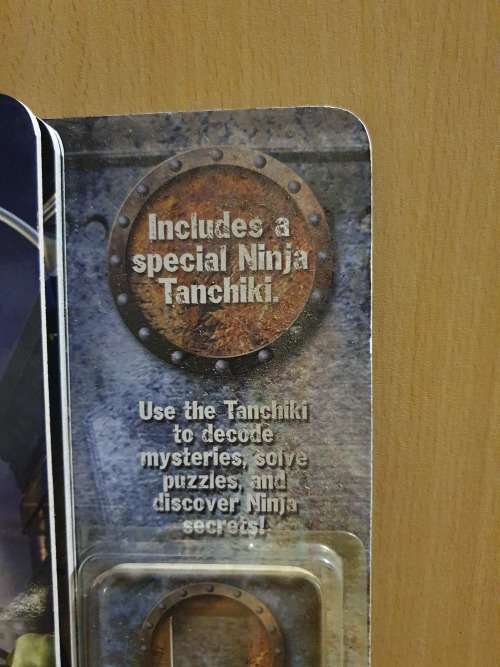 Includes a
special Ninja
Tanchiki.
Use the Tanchiki
to decode
mysteries, solve
puzzles, and
discover Ninja
secrets!